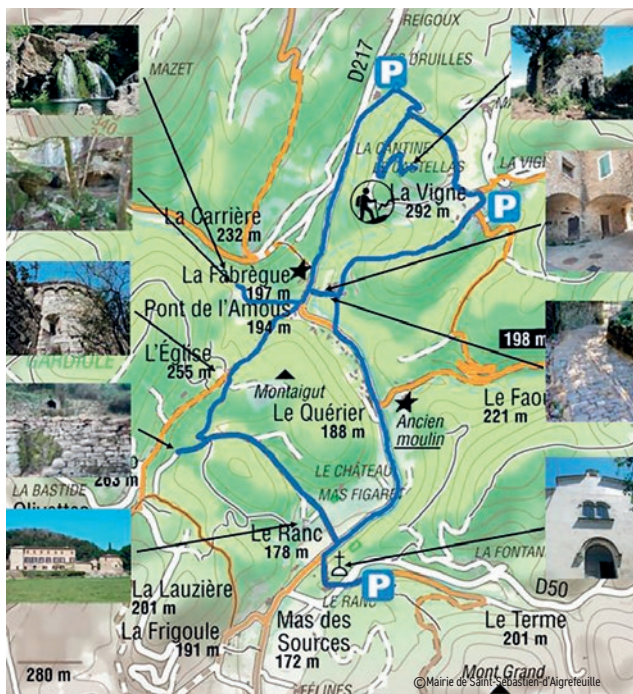 REIGOUX
D217
DRUILLES
P
MAZET
LA CANTINE
LE CASTELLAS
LA VIG
La Vigne
292 m
P
La Carrière
232 m
La Fabrègue
197 m
Pont de l'Amous
194 m
L'Église
255 m
198 m
Montaigut
Le Quérier
188 m
Le Faou
221 m
Ancien
moulin
263 m
LA BASTIDE
LE CHÂTEAU
MAS FIGARET
Le Ranc
178 m
LA FONTAN
La Lauzière
201 m
P
D50
LE RANC
La Frigoule
191 m
Mas des
Sources
172 m
Le Terme
201 m
280 m
FÉLINES
Mont Grand
©Mairie de Saint-Sébastien-d'Aigrefeuille